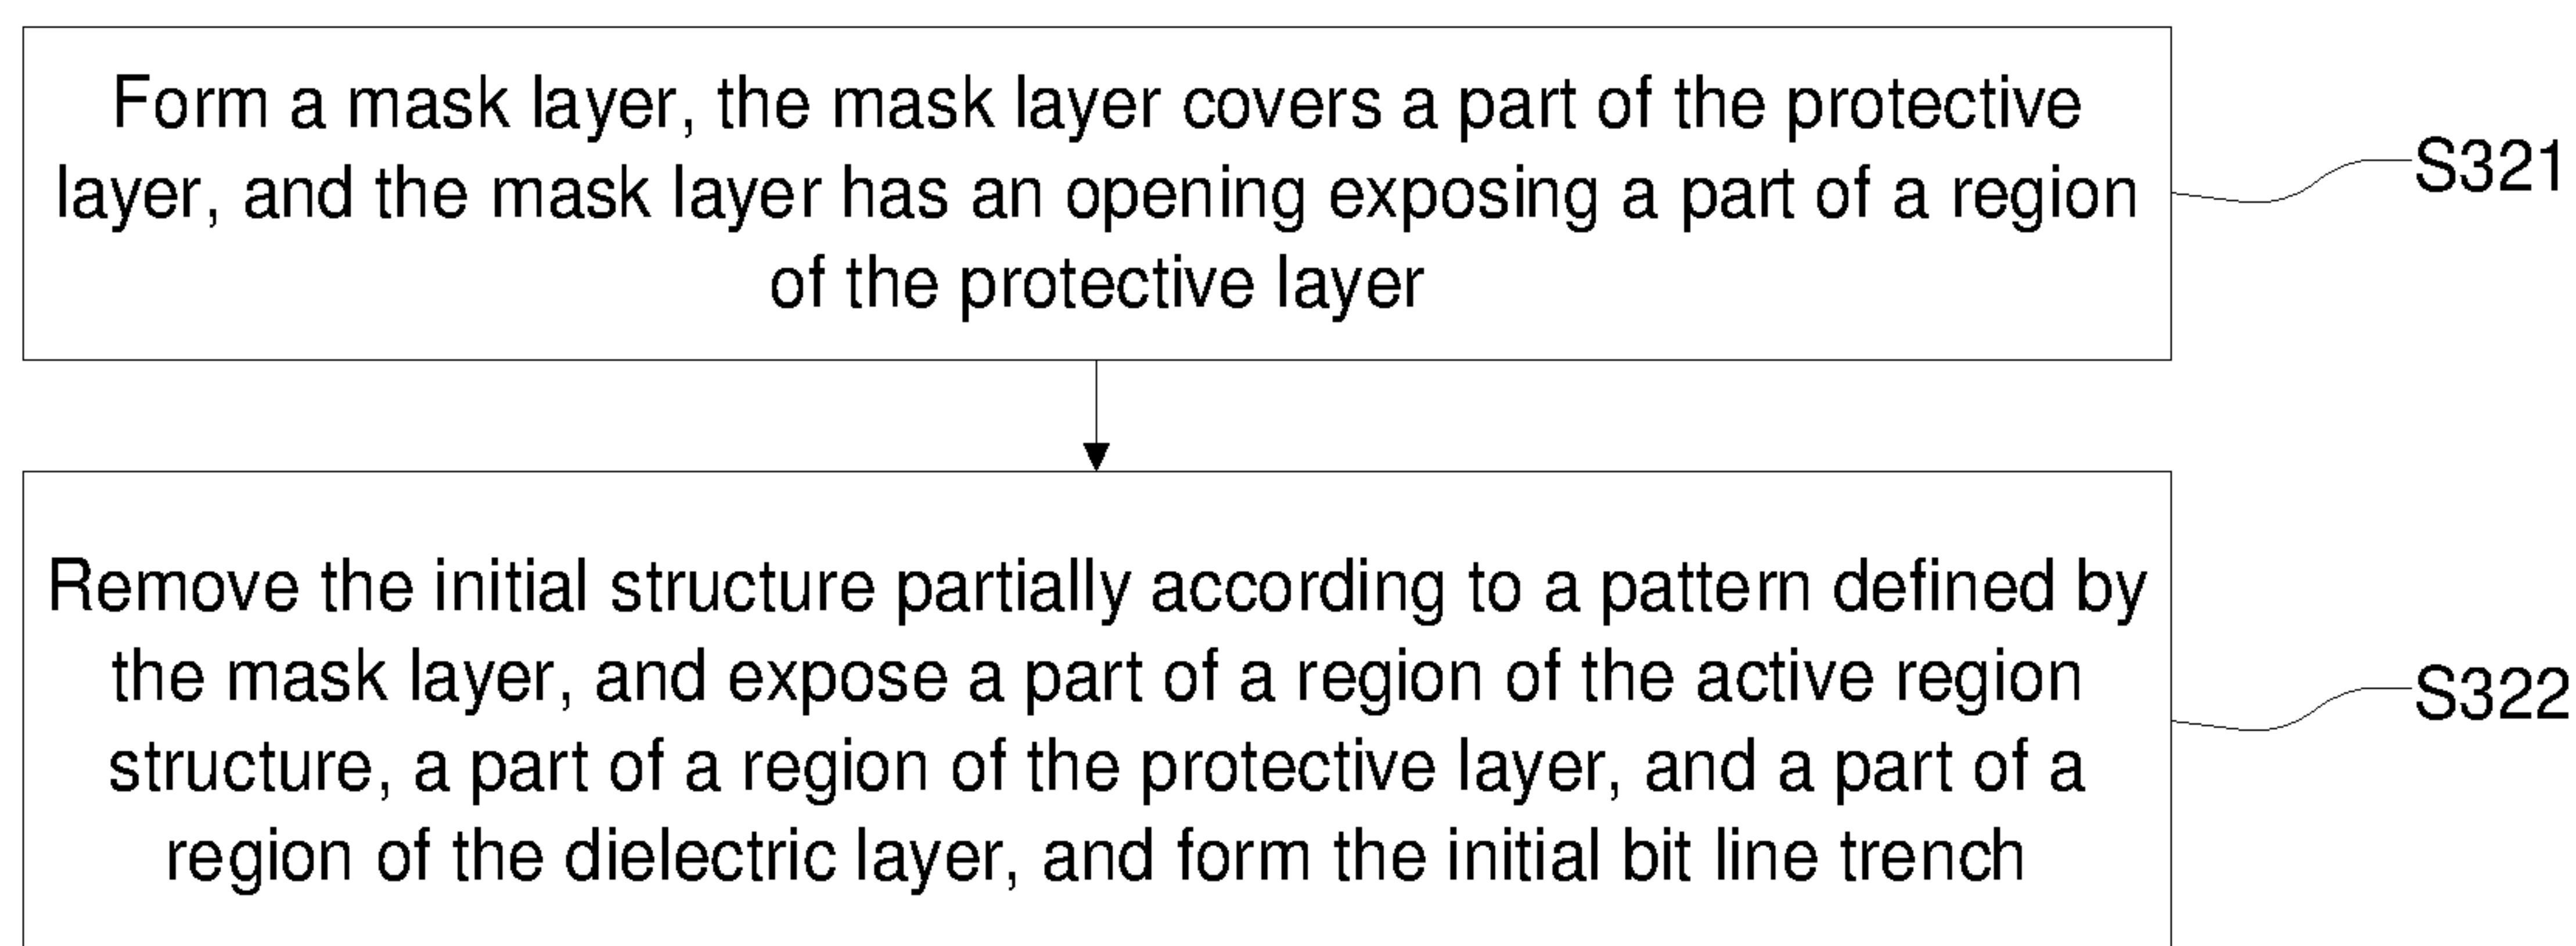 Form a mask layer, the mask layer covers a part of the protective
layer, and the mask layer has an opening exposing a part of a region
of the protective layer
S321
Remove the initial structure partially according to a pattern defined by
the mask layer, and expose a part of a region of the active region
structure, a part of a region of the protective layer, and a part of a
region of the dielectric layer, and form the initial bit line trench
S322